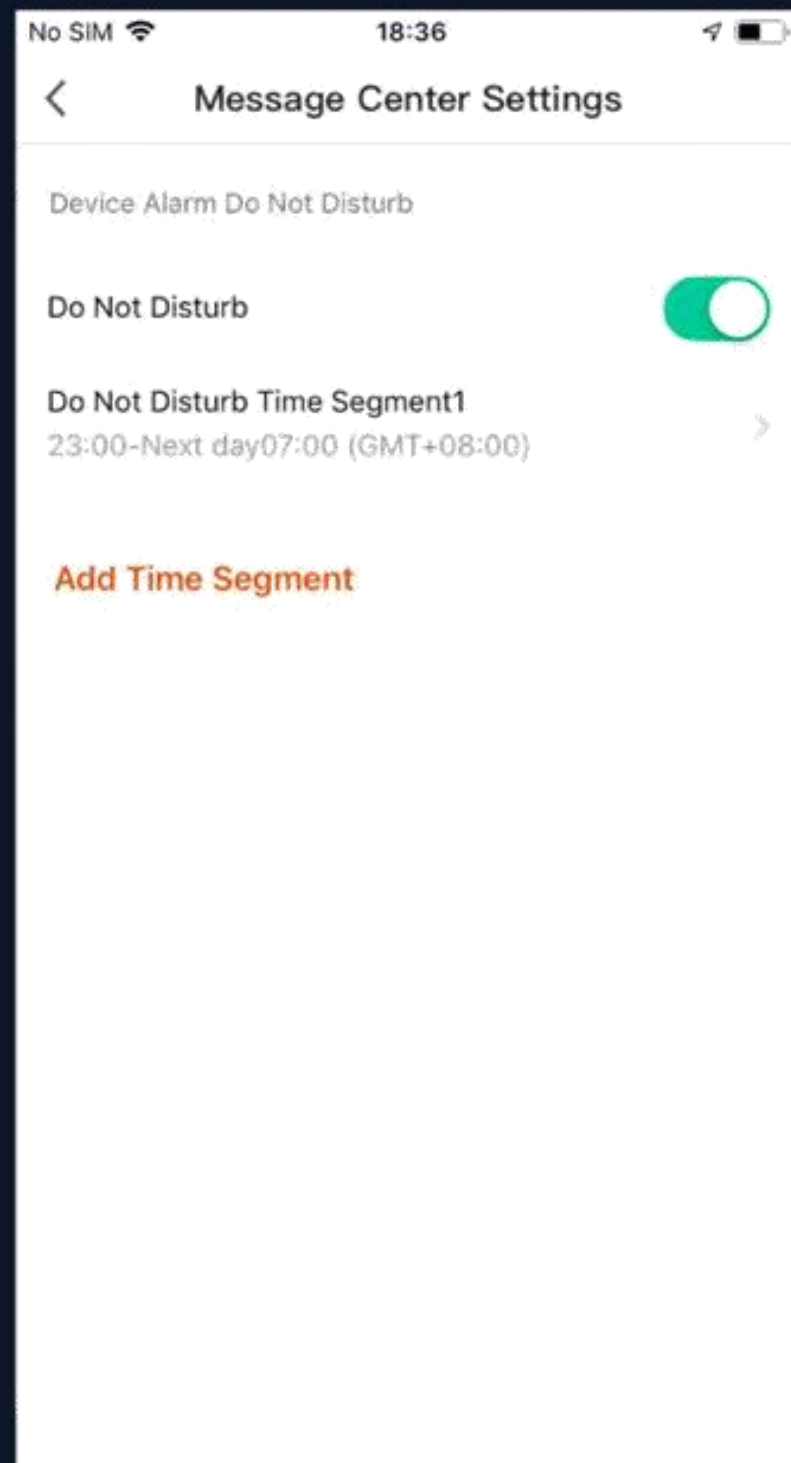 No SIM 18:36
Message Center Settings
Device Alarm Do Not Disturb
Do Not Disturb
Do Not Disturb Time Segment1
23:00-Next day07:00 (GMT+08:00)
Add Time Segment